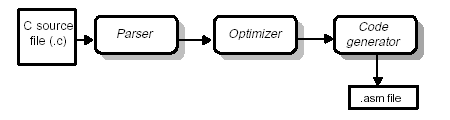 C source
file (.c)
Parser
Optimizer
Code
generator
.asm file